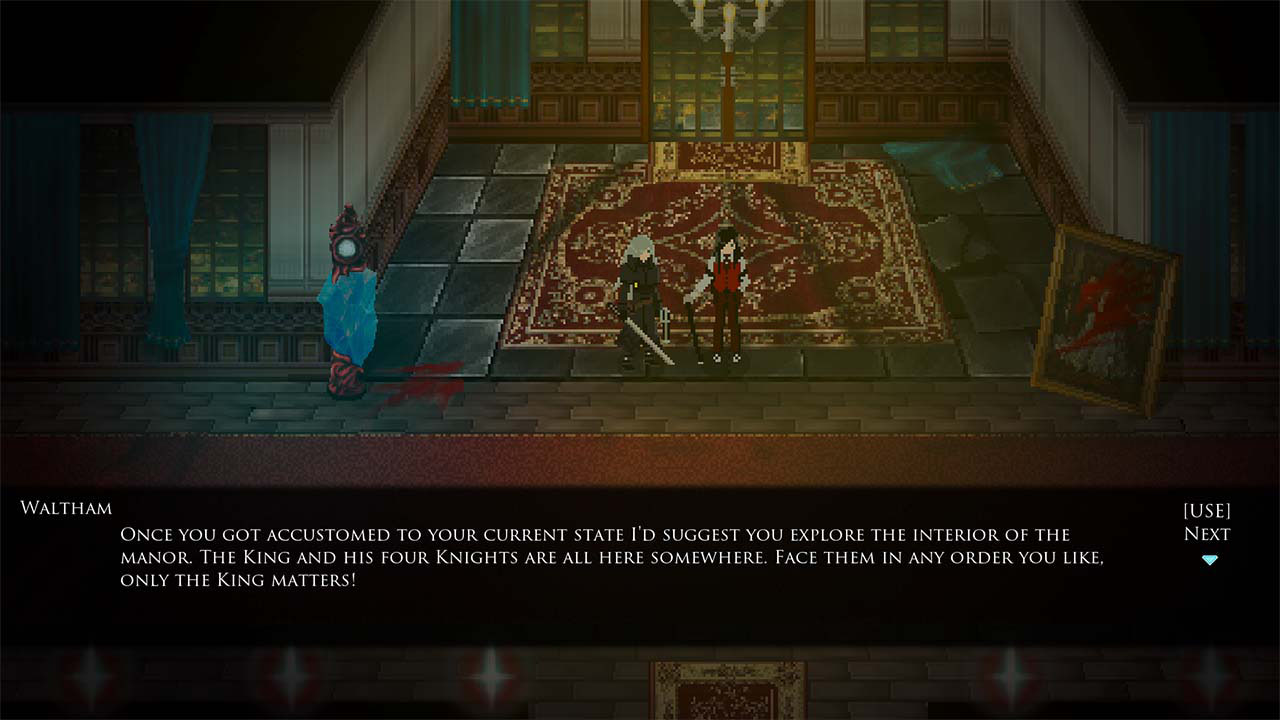 Waltham
Once you got accustomed to your current state I'd suggest you explore the interior of the
manor. The King and his four Knights are all here somewhere. Face them in any order you like,
only the King matters!
[USE]
Next